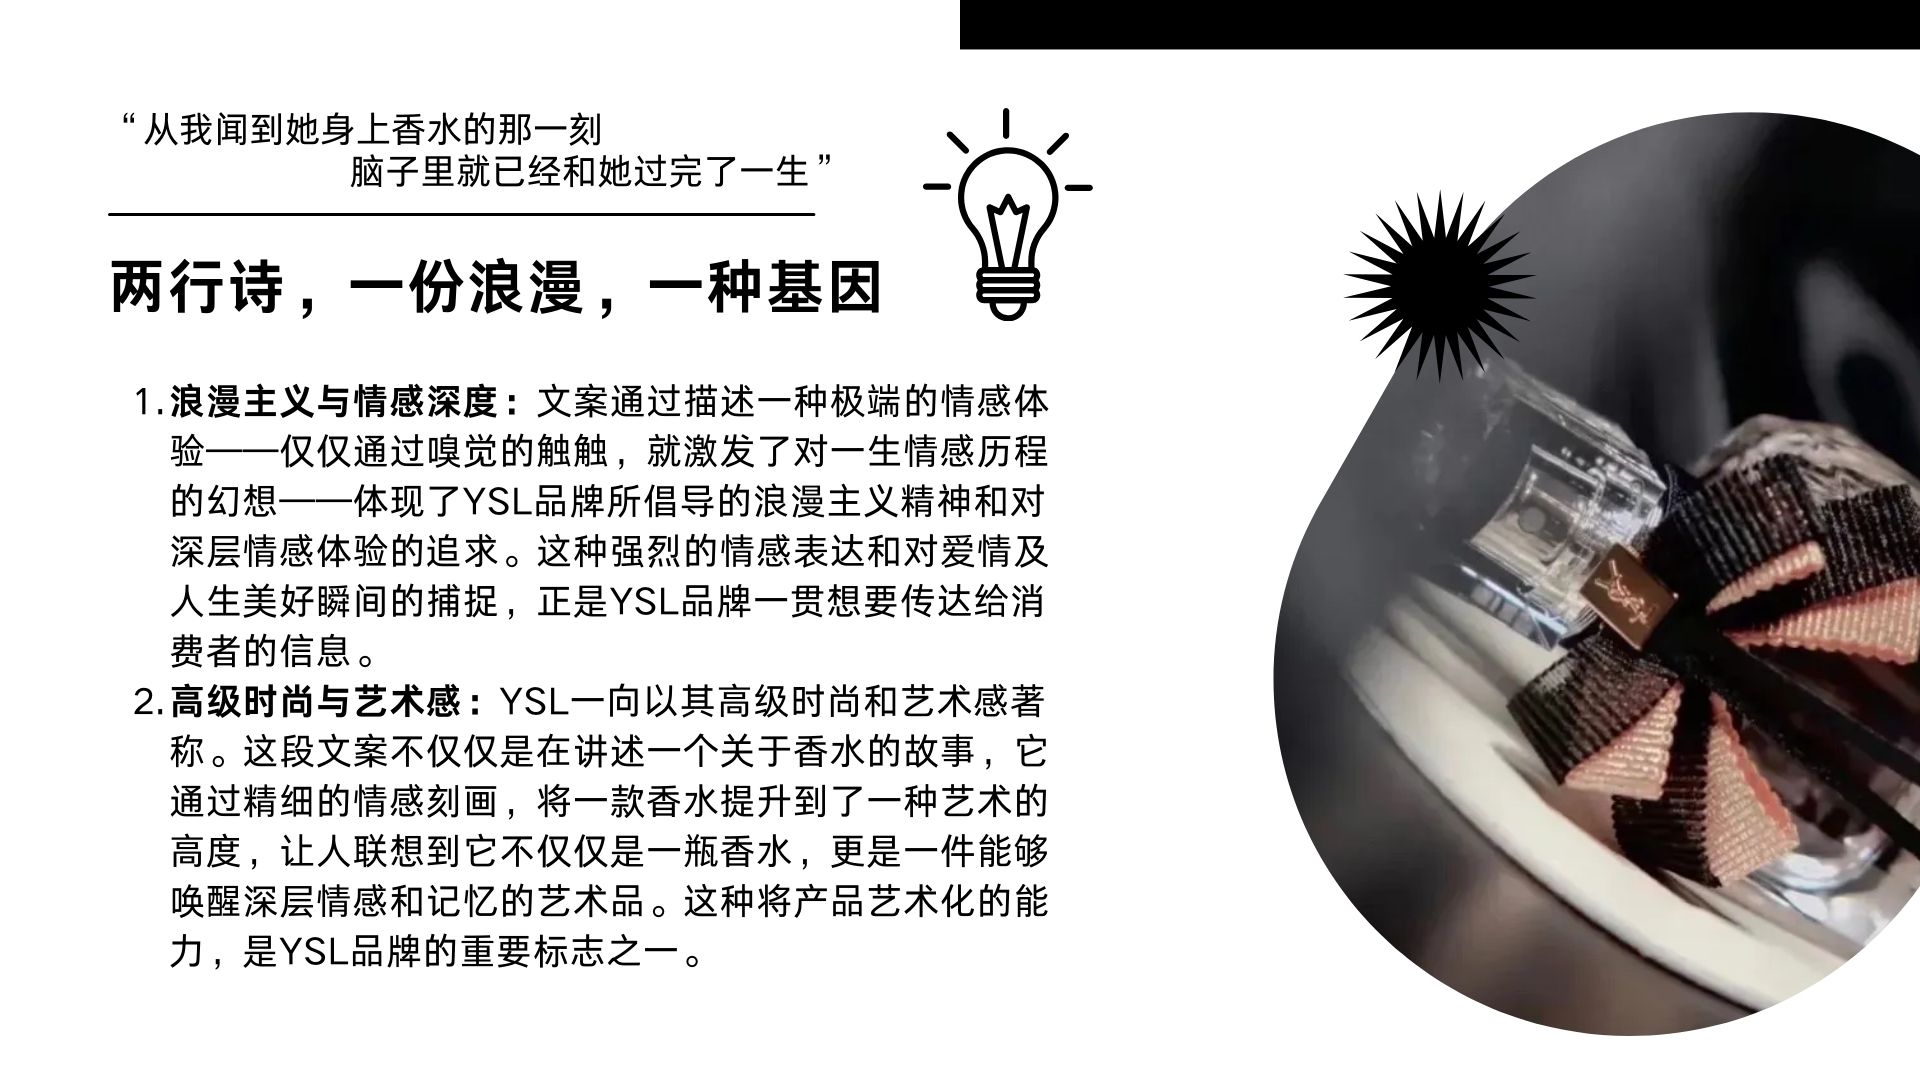 “从我闻到她身上香水的那一刻
脑子里就已经和她过完了一生”
两行诗，一份浪漫，一种基因
1.浪漫主义与情感深度：文案通过描述一种极端的情感体
验——仅仅通过嗅觉的触触，就激发了对一生情感历程
的幻想——体现了YSL品牌所倡导的浪漫主义精神和对
深层情感体验的追求。这种强烈的情感表达和对爱情及
人生美好瞬间的捕捉，正是YSL品牌一贯想要传达给消
费者的信息。
2.高级时尚与艺术感：YSL一向以其高级时尚和艺术感著
称。这段文案不仅仅是在讲述一个关于香水的故事，它
通过精细的情感刻画，将一款香水提升到了一种艺术的
高度，让人联想到它不仅仅是一瓶香水，更是一件能够
唤醒深层情感和记忆的艺术品。这种将产品艺术化的能
力，是YSL品牌的重要标志之一。
YSL